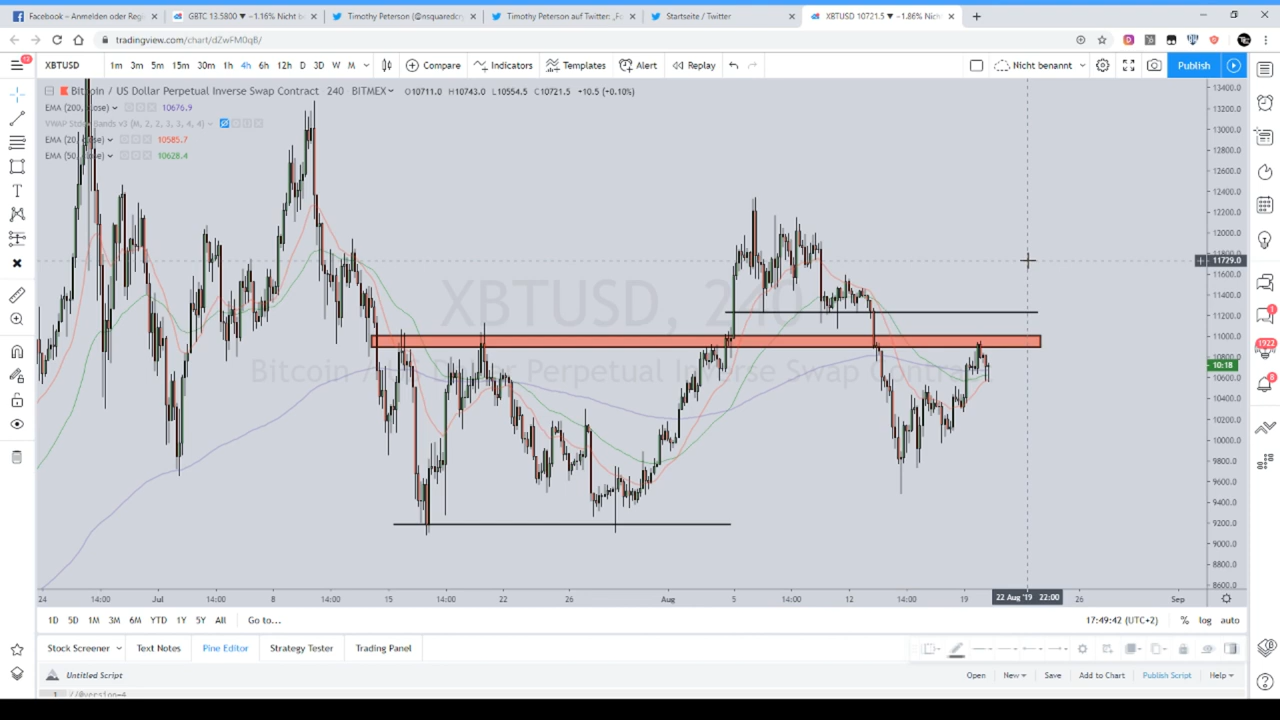 Facebook – Anmelden oder Regis
GBTC 13.5800 ▼ −1.16% Nicht b
Timothy Peterson (@nsquaredcry
Timothy Peterson auf Twitter: „Fo
Startseite / Twitter
XBTUSD 10721.5 ▼ −1.86% Nich
tradingview.com/chart/dZwFM0qB/
XBTUSD 1m 3m 5m 15m 30m 1h 4h 6h 12h D 3D W M Compare Indicators Templates Alert Replay Nicht benannt Publish
Bitcoin / US Dollar Perpetual Inverse Swap Contract 240 BITMEX O10711.0 H10743.0 L10554.5 C10721.5 +10.5 (+0.10%)
EMA (200, close) 10676.9
VWAP Stdev Bands v3 (M, 2, 2, 3, 3, 4, 4)
EMA (20, close) 10585.7
EMA (50, close) 10628.4
XBTUSD, 240
Bitcoin / US Dollar Perpetual Inverse Swap Contract
13400.0
13200.0
13000.0
12800.0
12600.0
12400.0
12200.0
12000.0
11729.0
11600.0
11400.0
11200.0
11000.0
10800.0
10:18
10600.0
10400.0
10200.0
10000.0
9800.0
9600.0
9400.0
9200.0
9000.0
8800.0
8600.0
24 14:00 Jul 14:00 8 14:00 15 14:00 22 26 Aug 5 14:00 12 14:00 19 22 Aug '19 22:00 26 Sep
1D 5D 1M 3M 6M YTD 1Y 5Y All Go to... 17:49:42 (UTC+2) % log auto
Stock Screener Text Notes Pine Editor Strategy Tester Trading Panel
Untitled Script Open New Save Add to Chart Publish Script Help
1 //@version=4
1922